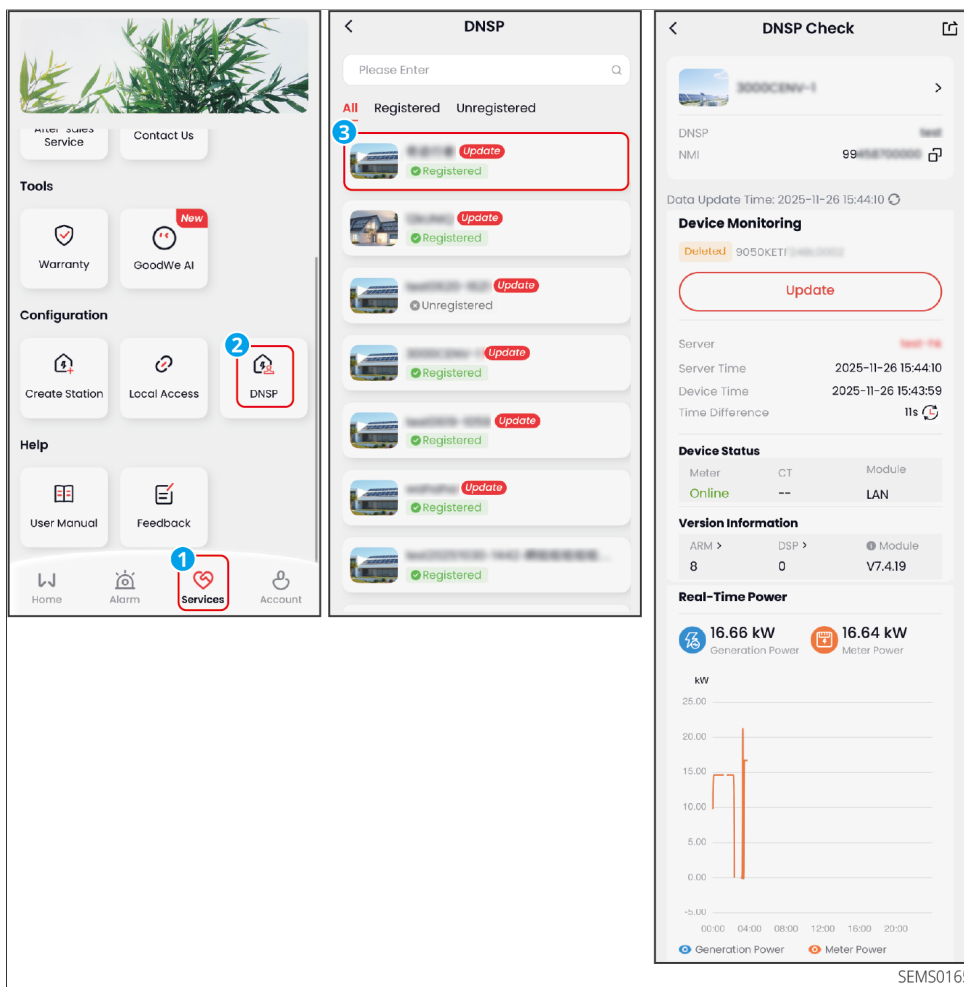 After Sales
Service
Contact Us
Tools
New
Warranty
GoodWe AI
Configuration
2
Create Station
Local Access
DNSP
Help
User Manual
Feedback
1
Home
Alarm
Services
Account
DNSP
Please Enter
All Registered Unregistered
3
Update
Registered
Update
Registered
Update
Unregistered
Update
Registered
Update
Registered
Update
Registered
Registered
DNSP Check
3000CENV-1
DNSP
NMI 99
Data Update Time: 2025-11-26 15:44:10
Device Monitoring
Deleted 9050KETF
Update
Server
Server Time 2025-11-26 15:44:10
Device Time 2025-11-26 15:43:59
Time Difference 11s
Device Status
Meter CT Module
Online -- LAN
Version Information
ARM > DSP > Module
8 0 V7.4.19
Real-Time Power
16.66 kW 16.64 kW
Generation Power Meter Power
kW
25.00
20.00
15.00
10.00
5.00
0.00
-5.00
00:00 04:00 08:00 12:00 16:00 20:00
Generation Power Meter Power
SEMS0165